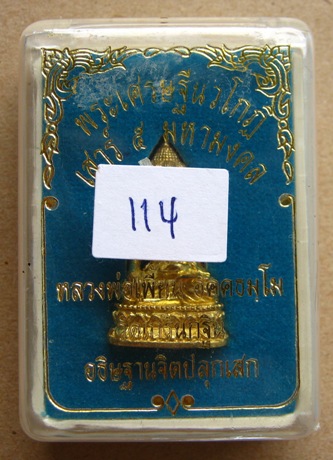 พระเศรษฐีนวโกฏิ
เสาร์ ๕ มหามงคล
114
หลวงพ่อ
อธิษฐานจิตปลุกเสก